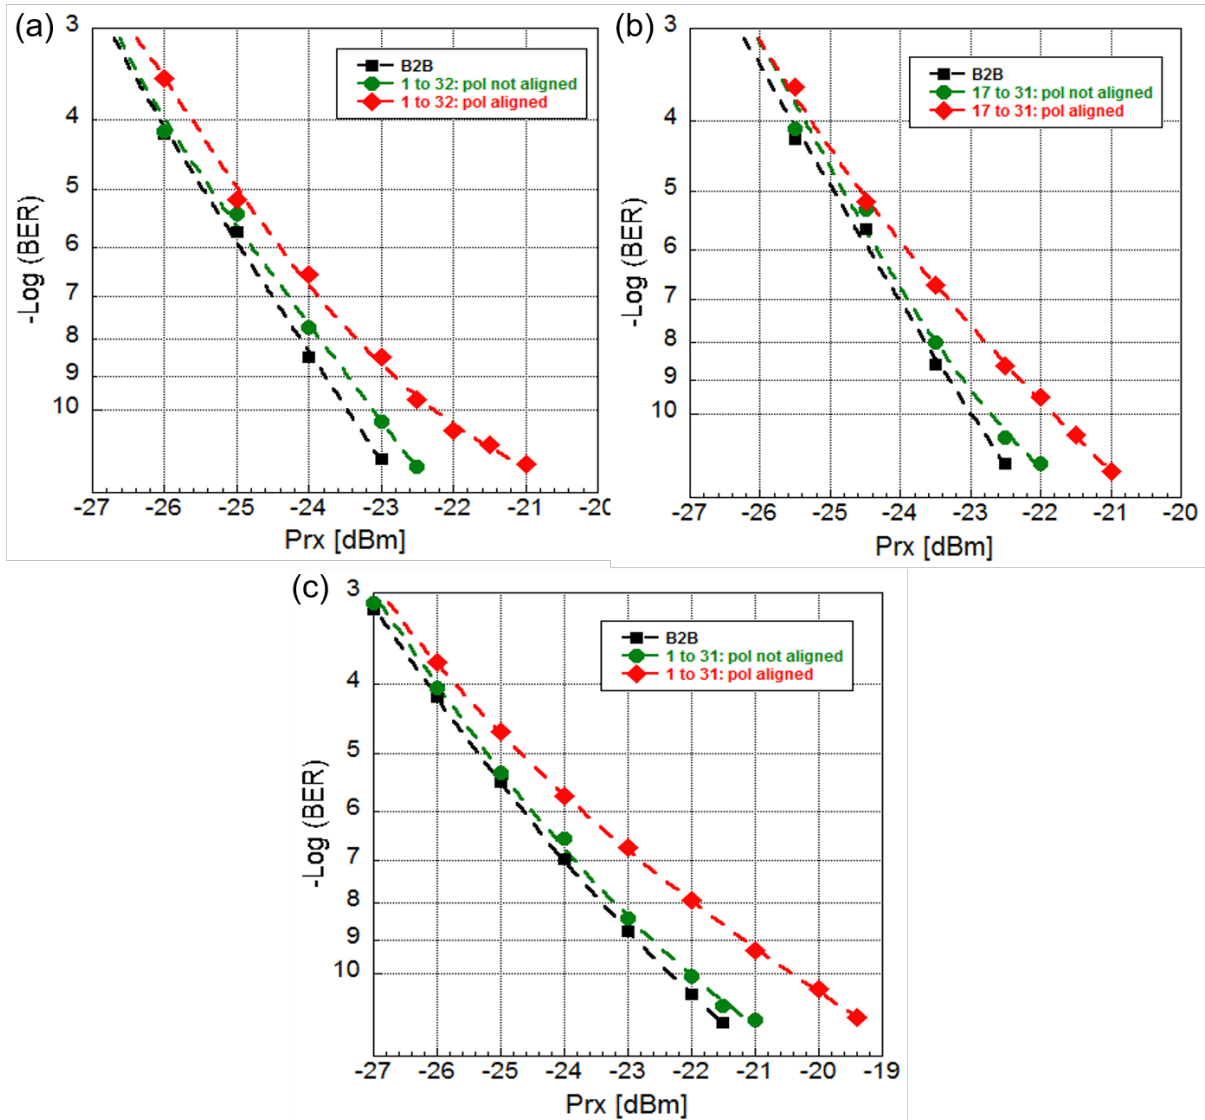 (a)
3
4
5
6
7
8
9
10
-Log (BER)
B2B
1 to 32: pol not aligned
1 to 32: pol aligned
-27 -26 -25 -24 -23 -22 -21 -20
Prx [dBm]
(b)
3
4
5
6
7
8
9
10
-Log (BER)
B2B
17 to 31: pol not aligned
17 to 31: pol aligned
-27 -26 -25 -24 -23 -22 -21 -20
Prx [dBm]
(c)
3
4
5
6
7
8
9
10
-Log (BER)
B2B
1 to 31: pol not aligned
1 to 31: pol aligned
-27 -26 -25 -24 -23 -22 -21 -20 -19
Prx [dBm]